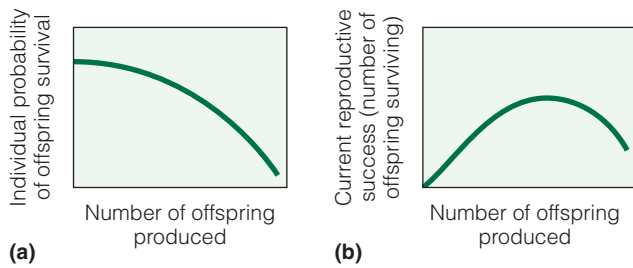 Individual probability
of offspring survival
Number of offspring
produced
(a)
Current reproductive
success (number of
offspring surviving)
Number of offspring
produced
(b)